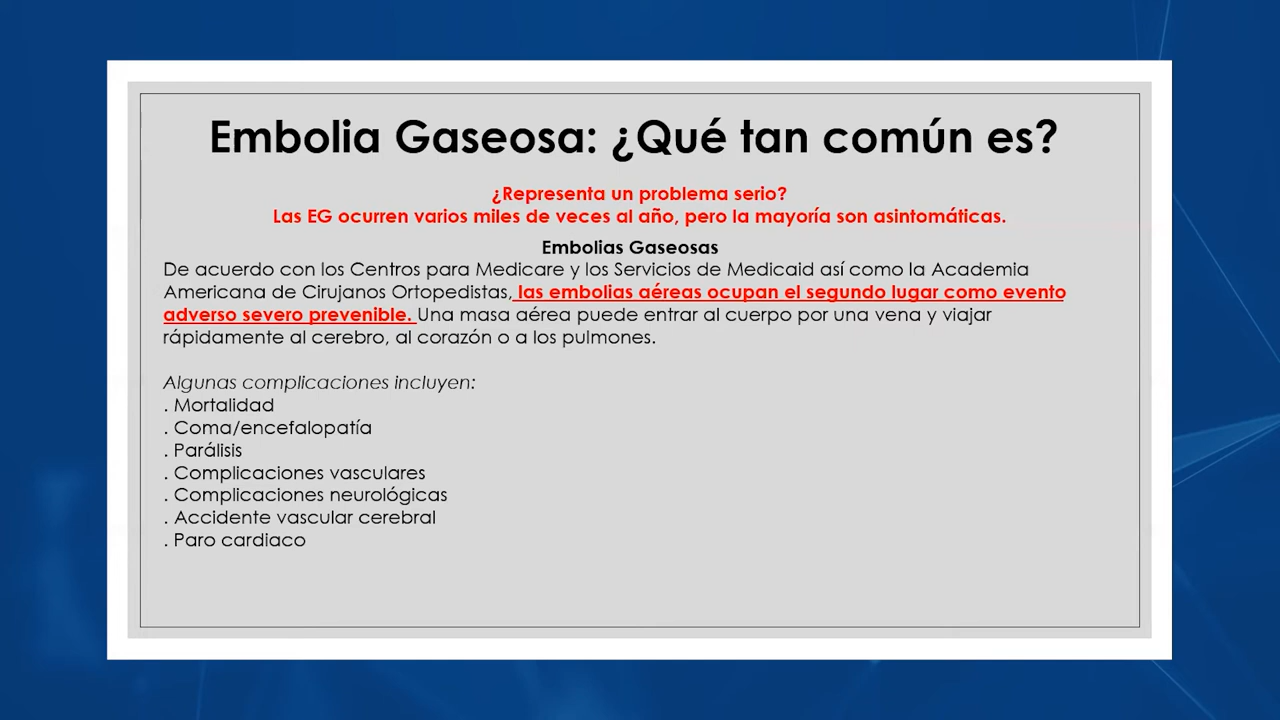 Embolia Gaseosa: ¿Qué tan común es?
¿Representa un problema serio?
Las EG ocurren varios miles de veces al año, pero la mayoría son asintomáticas.
Embolias Gaseosas
De acuerdo con los Centros para Medicare y los Servicios de Medicaid así como la Academia
Americana de Cirujanos Ortopedistas, las embolias aéreas ocupan el segundo lugar como evento
adverso severo prevenible. Una masa aérea puede entrar al cuerpo por una vena y viajar
rápidamente al cerebro, al corazón o a los pulmones.
Algunas complicaciones incluyen:
. Mortalidad
. Coma/encefalopatía
. Parálisis
. Complicaciones vasculares
. Complicaciones neurológicas
. Accidente vascular cerebral
. Paro cardiaco